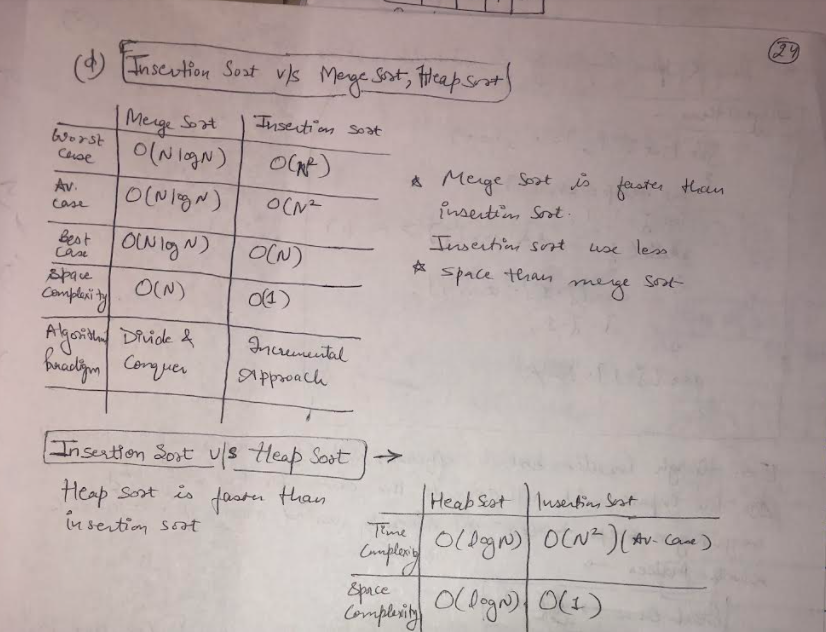 24
(d) Insertion Sort v/s Merge Sort, Heap sort
Merge Sort | Insertion sort
Worst case | O(N log N) | O(N²)
Av. case | O(N log N) | O(N²
Best case | O(N log N) | O(N)
Space Complexity | O(N) | O(1)
Algorithm Paradigm | Divide & Conquer | Incremental Approach
☆ Merge Sort is faster than
insertion sort.
Insertion sort use less
☆ space than merge sort
Insertion Sort v/s Heap Sort →
Heap sort is faster than
insertion sort
Heap Sort | Insertion Sort
Time Complexity | O(log N) | O(N²) (Av. Case)
Space Complexity | O(log N) | O(1)